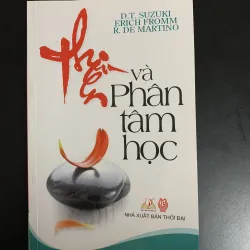 D.T. SUZUKI
ERICH FROMM
R. DE MARTINO
Thiền
và
Phân
tâm
học
NHÀ XUẤT BẢN THỜI ĐẠI